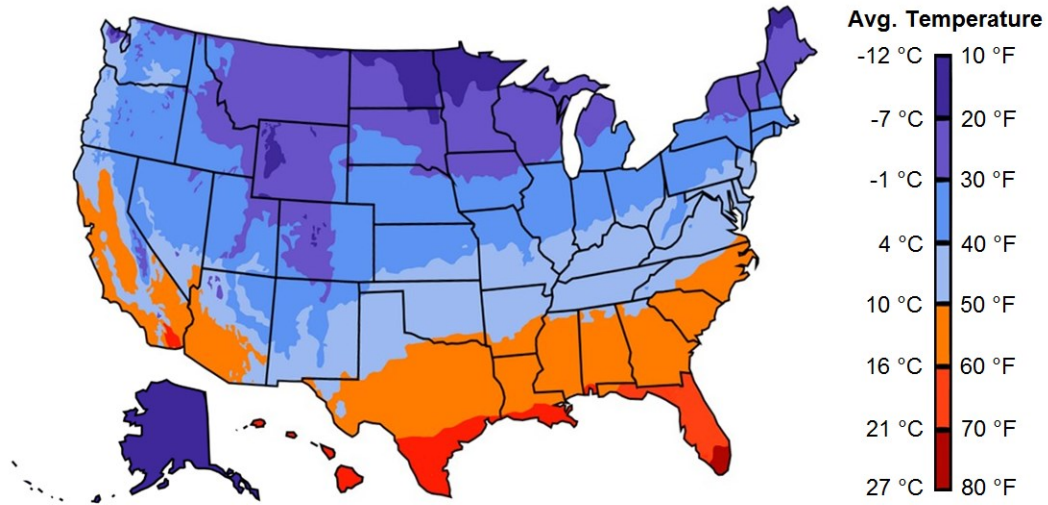 Avg. Temperature
-12 °C 10 °F
-7 °C 20 °F
-1 °C 30 °F
4 °C 40 °F
10 °C 50 °F
16 °C 60 °F
21 °C 70 °F
27 °C 80 °F